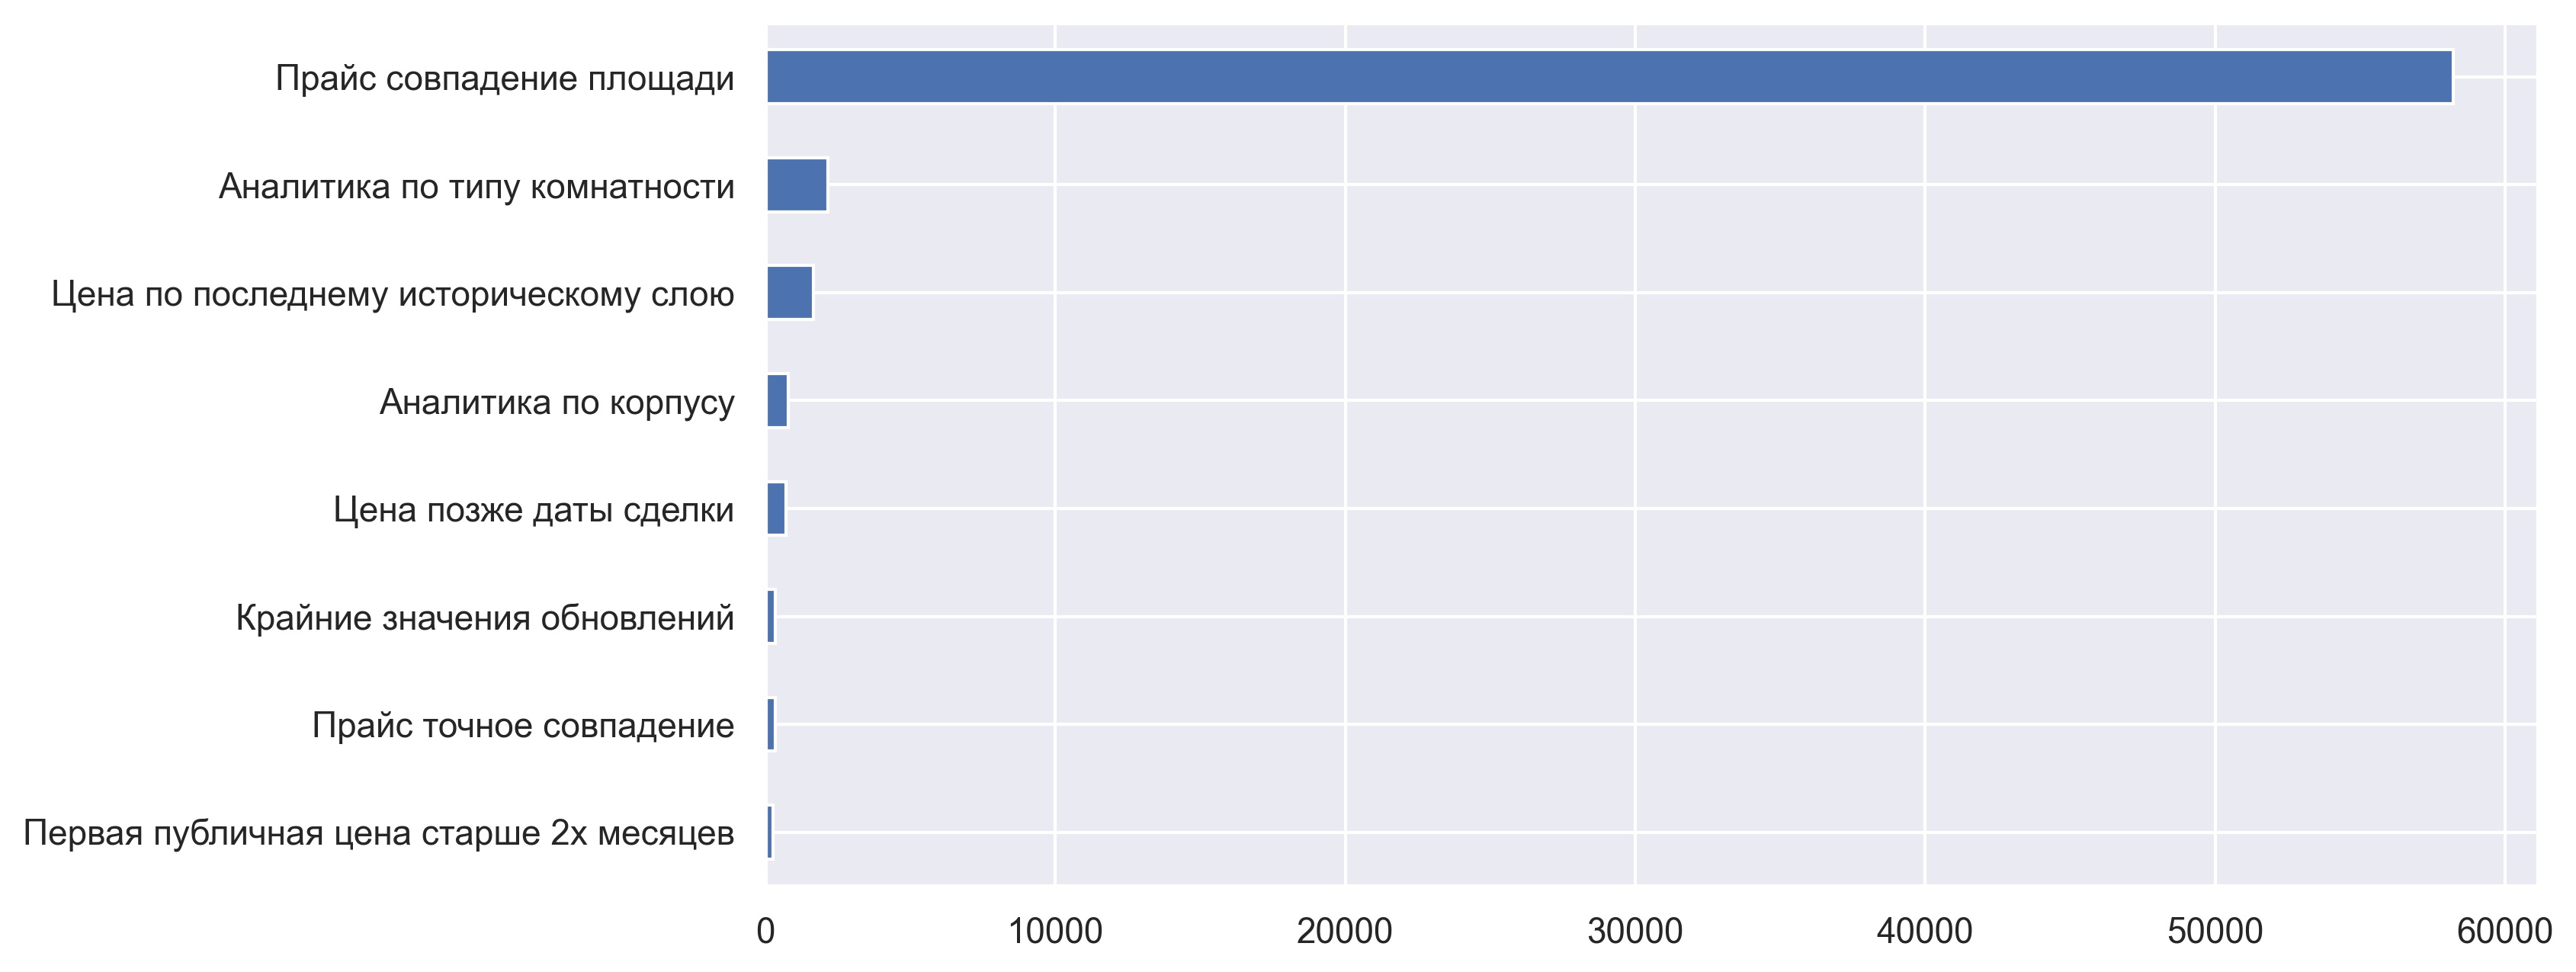 Прайс совпадение площади
Аналитика по типу комнатности
Цена по последнему историческому слою
Аналитика по корпусу
Цена позже даты сделки
Крайние значения обновлений
Прайс точное совпадение
Первая публичная цена старше 2х месяцев
0 10000 20000 30000 40000 50000 60000